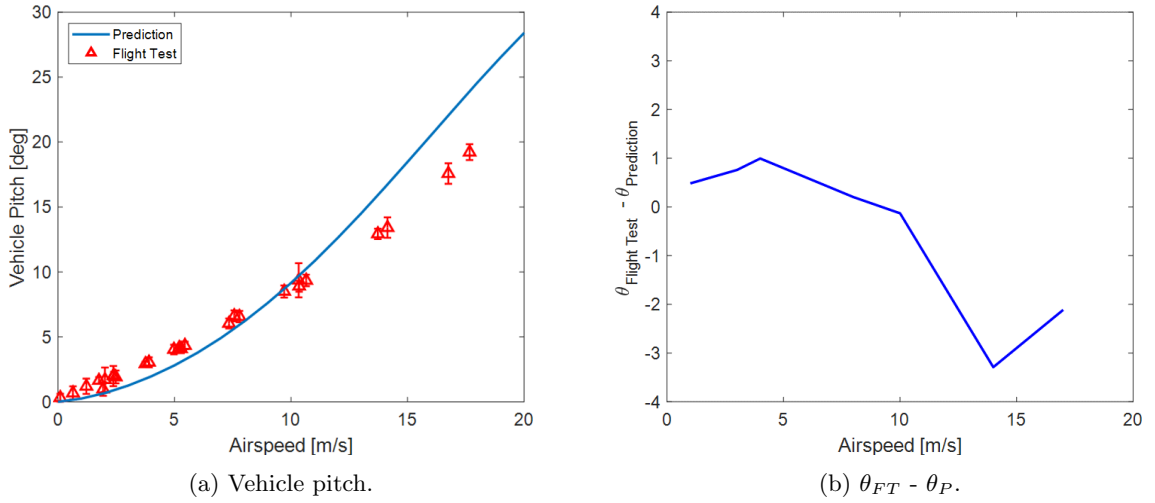 30
25
20
15
10
5
0
Vehicle Pitch [deg]
Prediction
Flight Test
0 5 10 15 20
Airspeed [m/s]
(a) Vehicle pitch.
4
3
2
1
0
-1
-2
-3
-4
θ Flight Test - θ Prediction
0 5 10 15 20
Airspeed [m/s]
(b) θFT - θP.